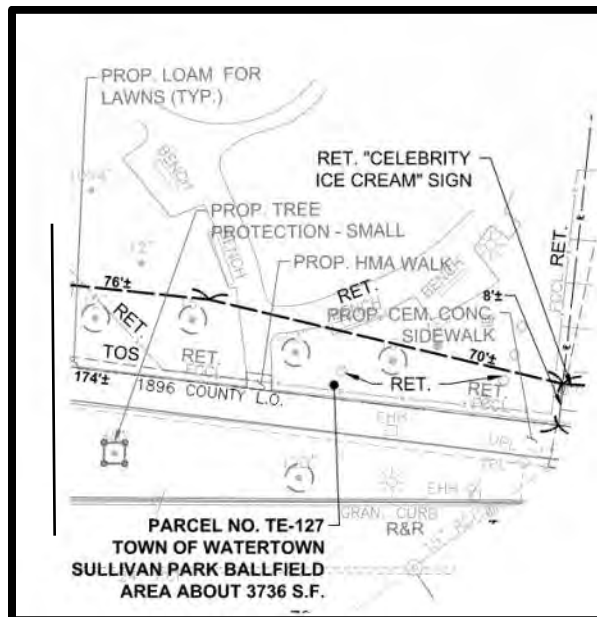 PROP. LOAM FOR
LAWNS (TYP.)
RET. "CELEBRITY
ICE CREAM" SIGN
BENCH
PROP. TREE
PROTECTION - SMALL
12"
BENCH
PROP. HMA WALK
RET.
BENCH
BENCH
RET.
76'±
8'±
PROP. CEM. CONC.
SIDEWALK
RET.
TOS
RET.
70'±
174'±
1896 COUNTY L.O.
RET.
RET.
EHH
UPL
EHH
GRAN. CURB
R&R
PARCEL NO. TE-127
TOWN OF WATERTOWN
SULLIVAN PARK BALLFIELD
AREA ABOUT 3736 S.F.